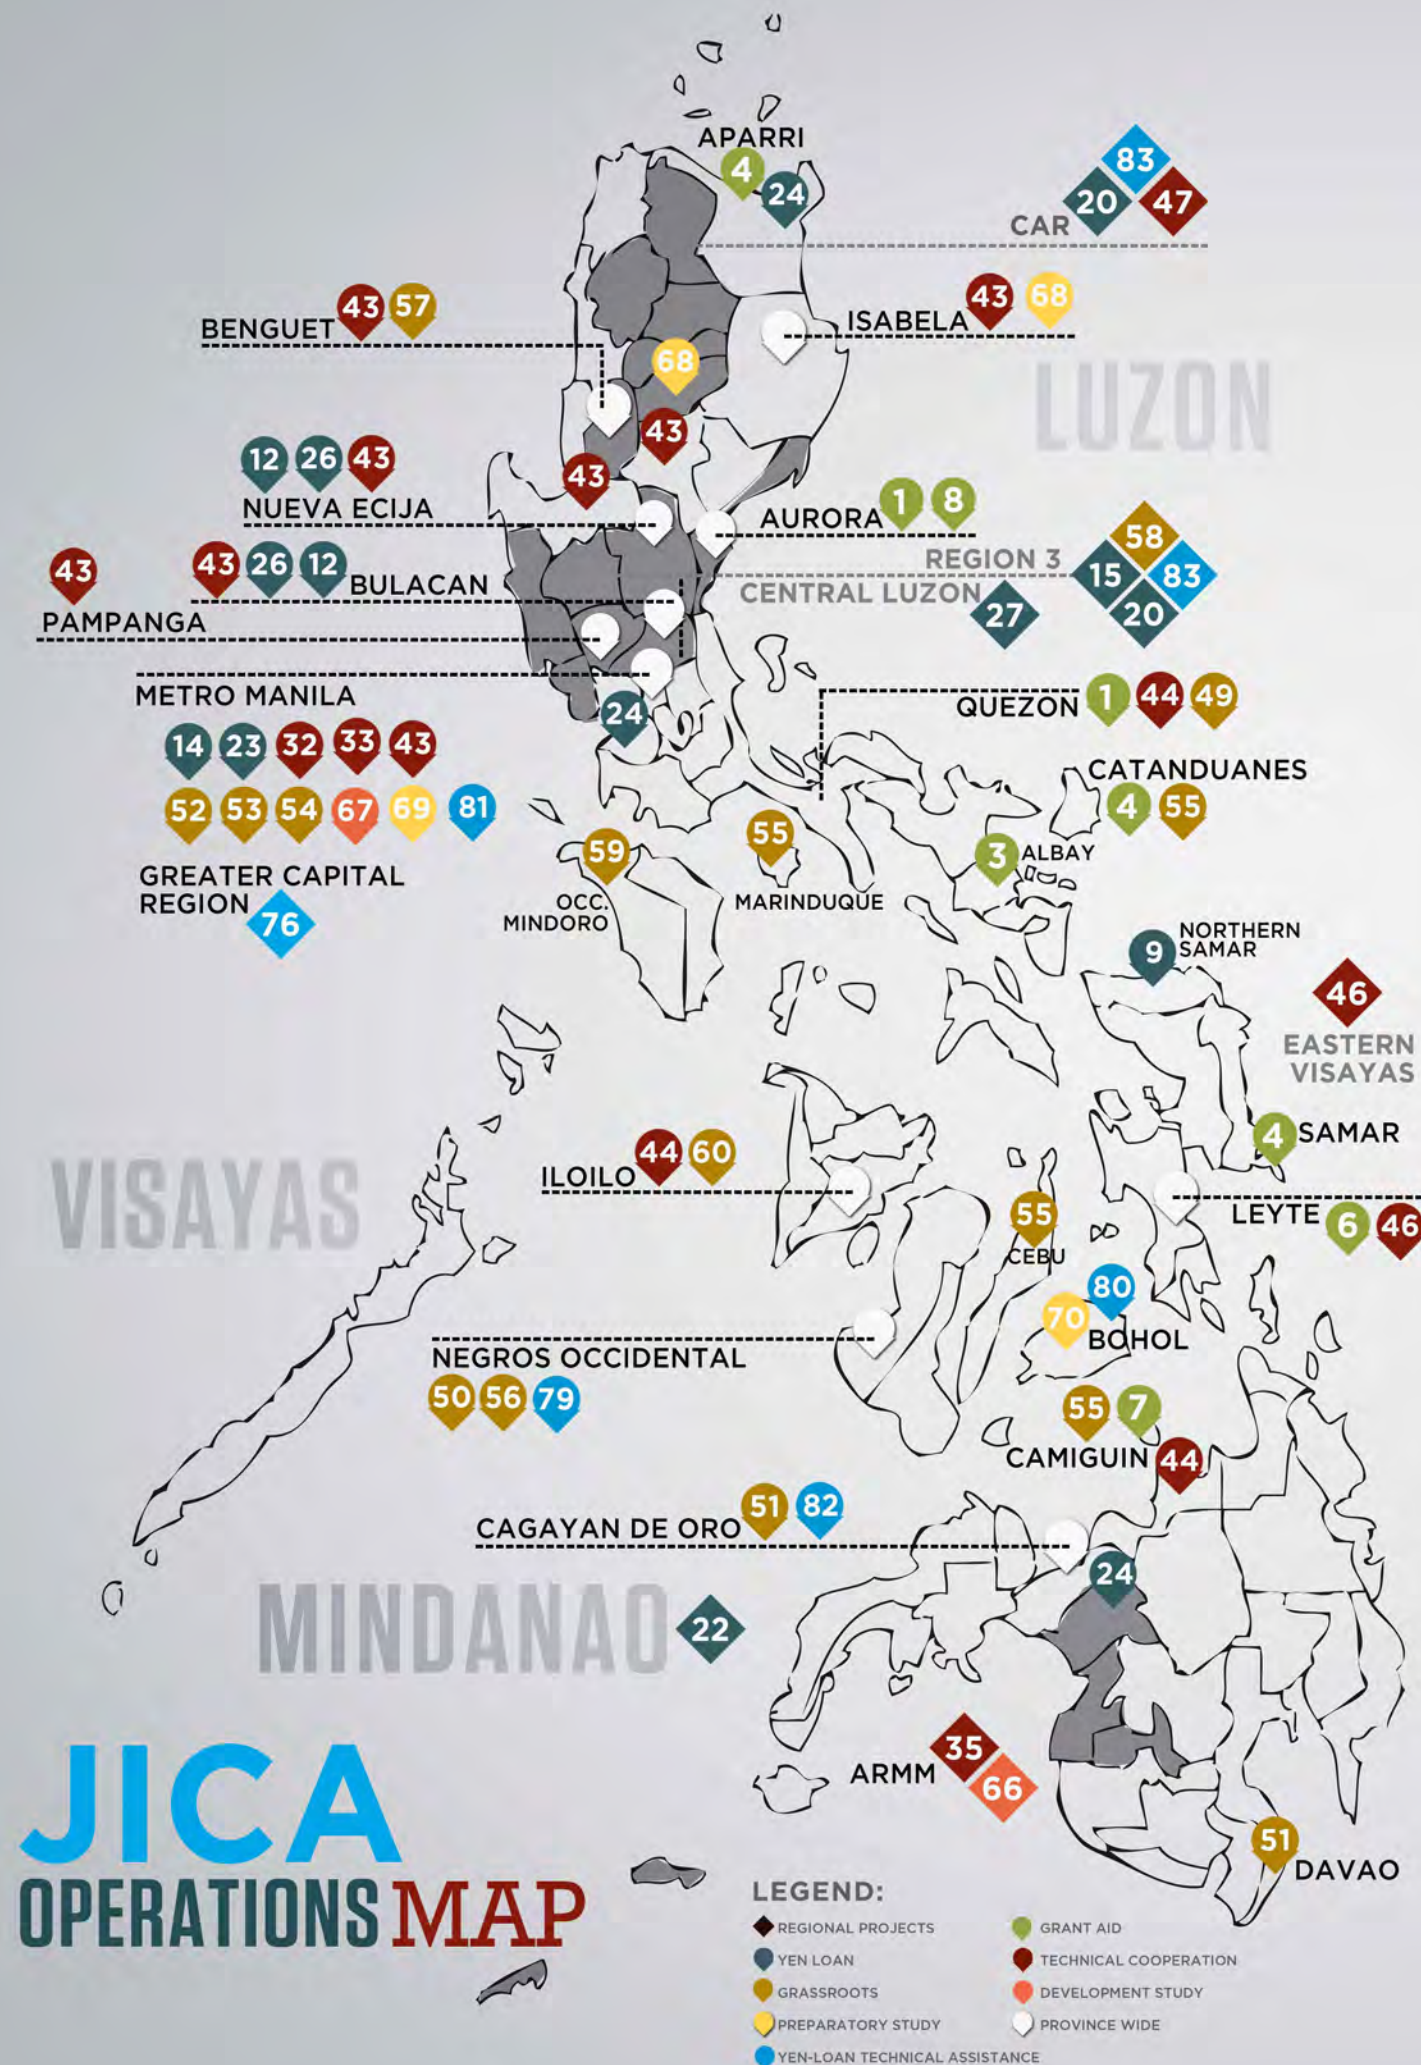 APARRI
4
24
83
20
47
CAR
43
57
BENGUET
43
68
ISABELA
68
LUZON
43
43
12
26
43
NUEVA ECIJA
1
8
AURORA
58
REGION 3
15
83
20
CENTRAL LUZON
27
43
PAMPANGA
43
26
12
BULACAN
METRO MANILA
14
23
32
33
43
52
53
54
67
69
81
24
QUEZON
1
44
49
CATANDUANES
4
55
GREATER CAPITAL
REGION
76
59
OCC.
MINDORO
55
MARINDUQUE
3
ALBAY
9
NORTHERN
SAMAR
46
EASTERN
VISAYAS
4
SAMAR
VISAYAS
ILOILO
44
60
55
CEBU
LEYTE
6
46
80
70
BOHOL
NEGROS OCCIDENTAL
50
56
79
55
7
CAMIGUIN
44
CAGAYAN DE ORO
51
82
24
MINDANAO
22
ARMM
35
66
51
DAVAO
JICA
OPERATIONS MAP
LEGEND:
REGIONAL PROJECTS
YEN LOAN
GRASSROOTS
PREPARATORY STUDY
YEN-LOAN TECHNICAL ASSISTANCE
GRANT AID
TECHNICAL COOPERATION
DEVELOPMENT STUDY
PROVINCE WIDE